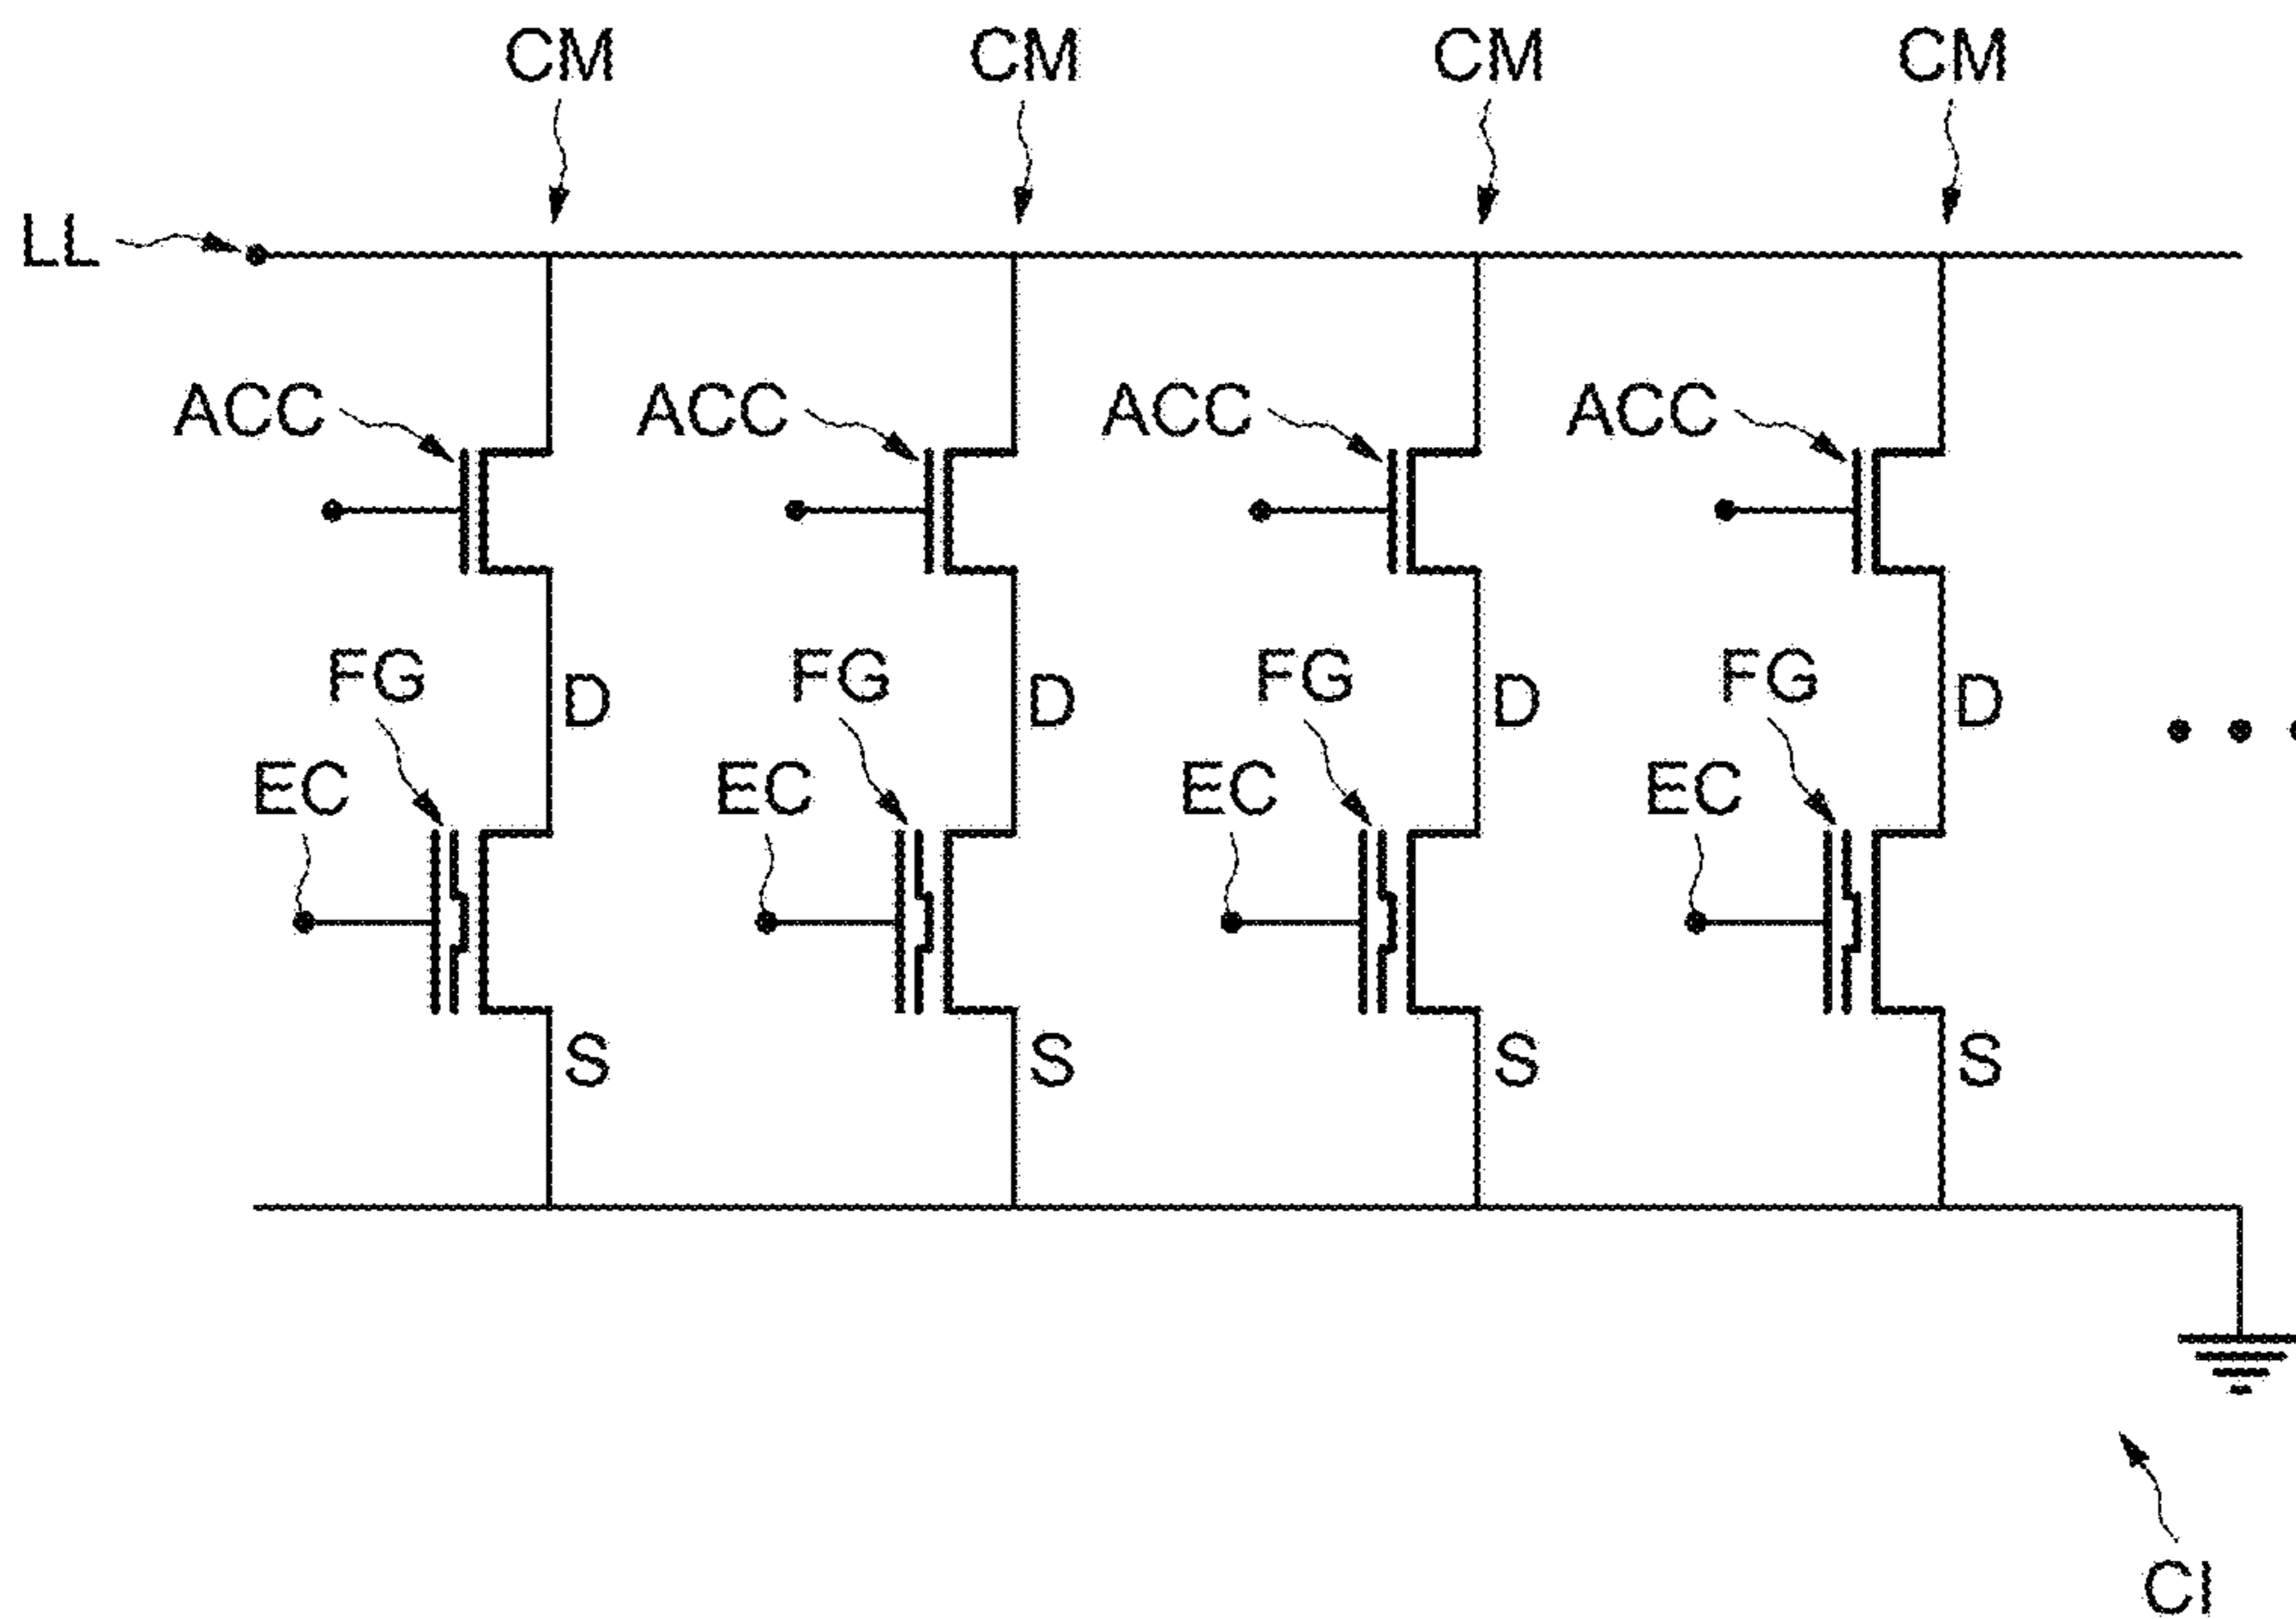 CM CM CM CM
LL
ACC ACC ACC ACC
FG D FG D FG D FG D
EC EC EC EC
S S S S
CI